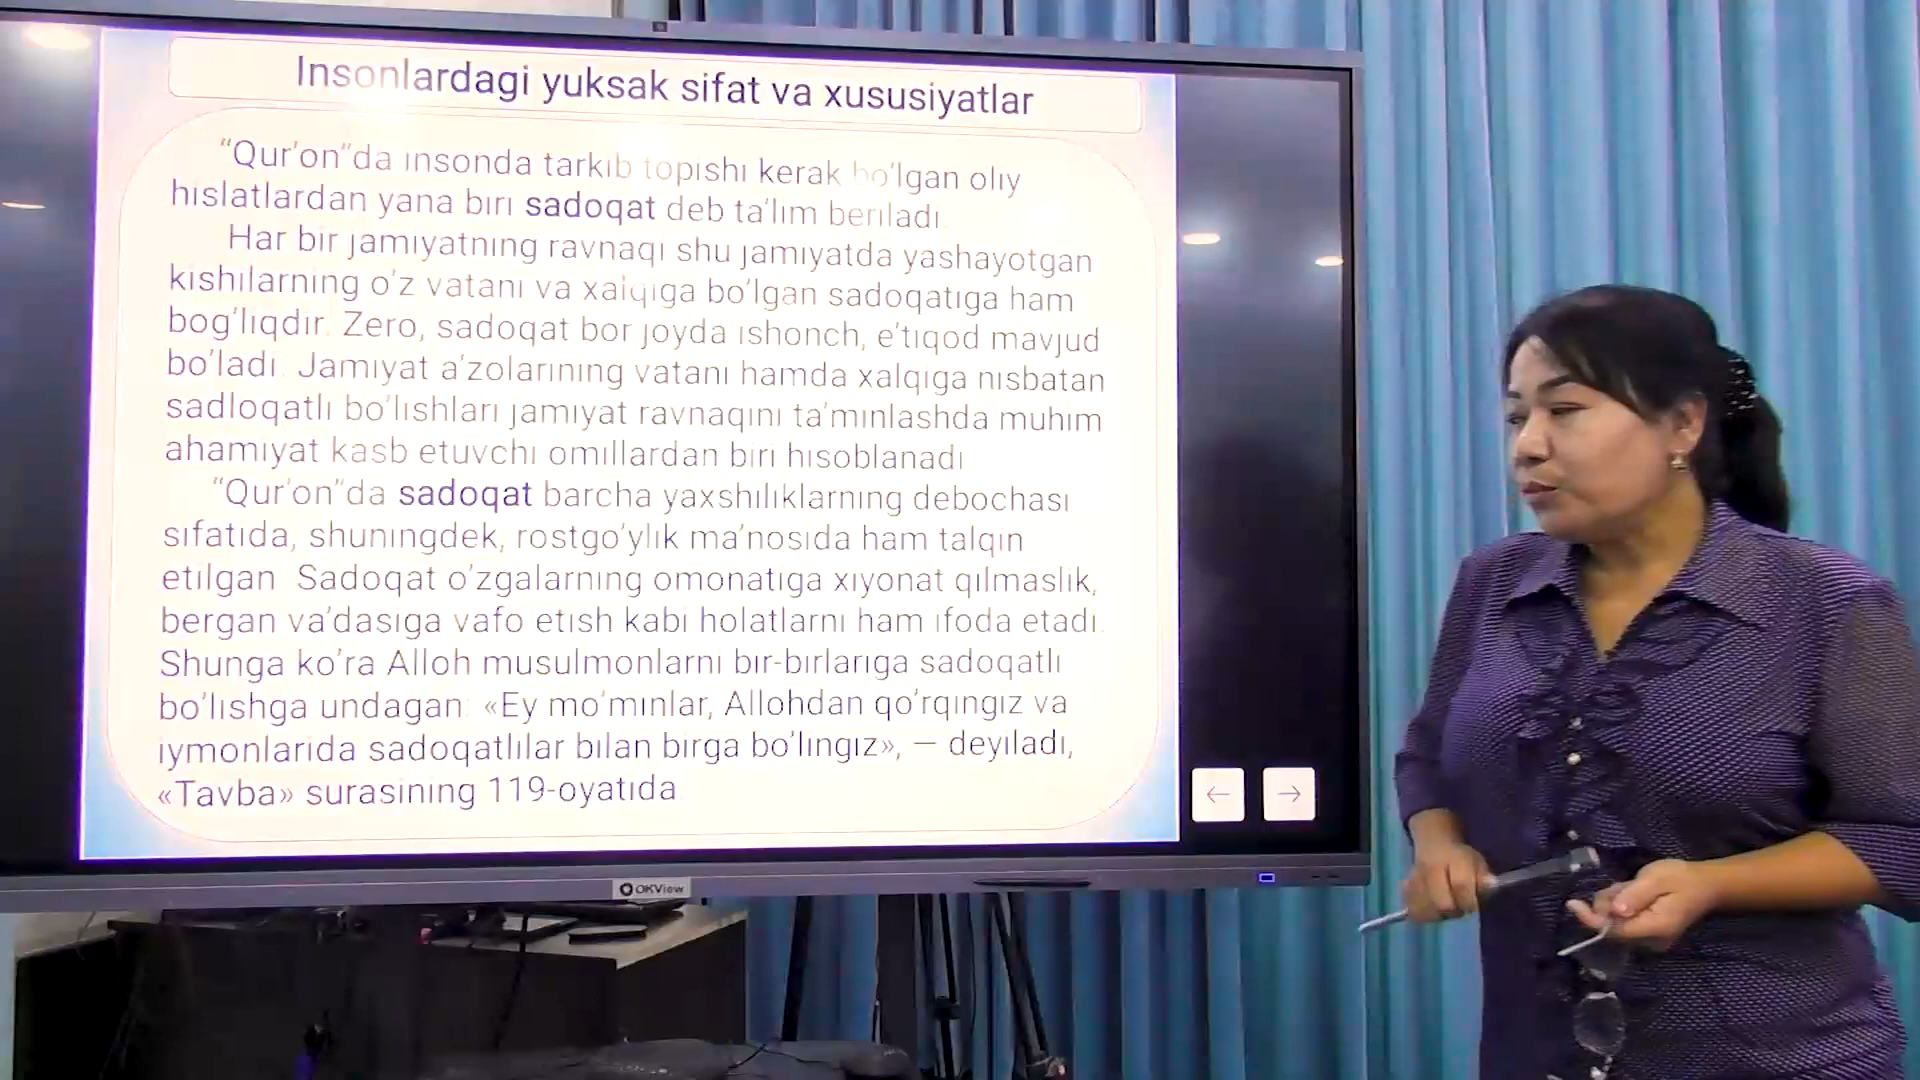 Insonlardagi yuksak sifat va xususiyatlar
“Qur’on”da insonda tarkib topishi kerak bo’lgan oliy
hislatlardan yana biri sadoqat deb ta’lim beriladi.
Har bir jamiyatning ravnaqi shu jamiyatda yashayotgan
kishilarning o’z vatani va xalqiga bo’lgan sadoqatiga ham
bog’liqdir. Zero, sadoqat bor joyda ishonch, e’tiqod mavjud
bo’ladi. Jamiyat a’zolarining vatani hamda xalqiga nisbatan
sadloqatli bo’lishlari jamiyat ravnaqini ta’minlashda muhim
ahamiyat kasb etuvchi omillardan biri hisoblanadi
“Qur’on”da sadoqat barcha yaxshiliklarning debochasi
sifatida, shuningdek, rostgo’ylik ma’nosida ham talqin
etilgan. Sadoqat o’zgalarning omonatiga xiyonat qilmaslik,
bergan va’dasiga vafo etish kabi holatlarni ham ifoda etadi.
Shunga ko’ra Alloh musulmonlarni bir-birlariga sadoqatli
bo’lishga undagan: «Ey mo’minlar, Allohdan qo’rqingiz va
iymonlarida sadoqatlilar bilan birga bo’lingiz», — deyiladi,
«Tavba» surasining 119-oyatida.
OKView